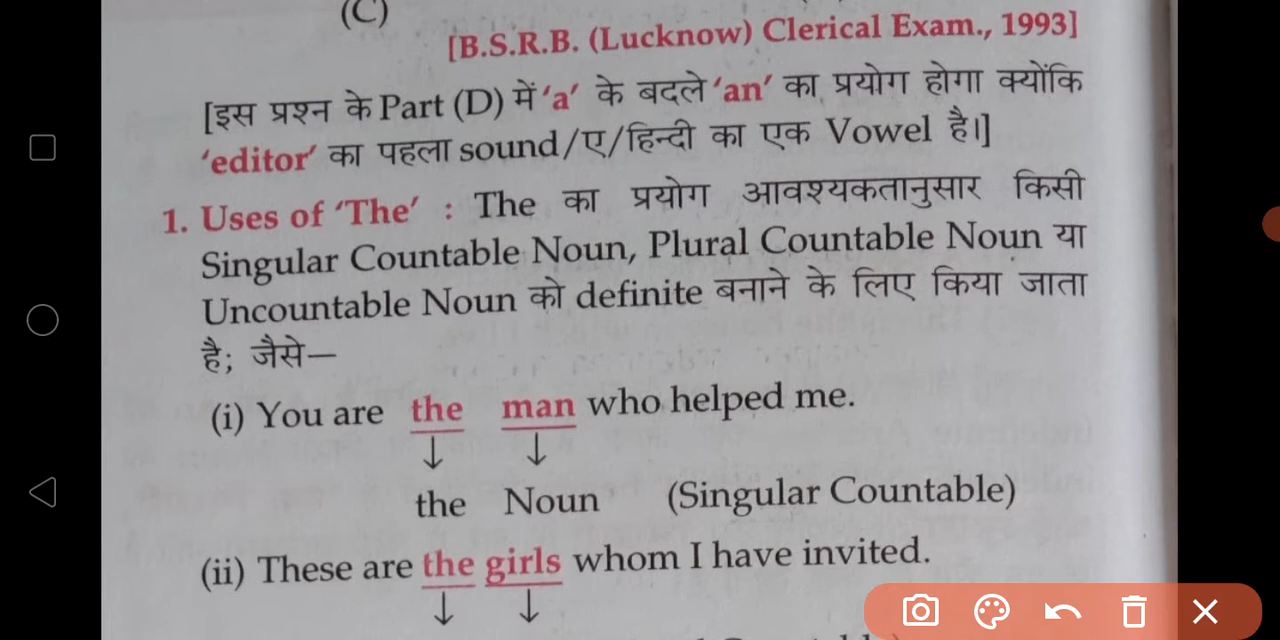 (C)
[B.S.R.B. (Lucknow) Clerical Exam., 1993]
[इस प्रश्न के Part (D) में ‘a’ के बदले ‘an’ का प्रयोग होगा क्योंकि
‘editor’ का पहला sound/ए/हिन्दी का एक Vowel है।]
1. Uses of ‘The’ : The का प्रयोग आवश्यकतानुसार किसी
Singular Countable Noun, Plural Countable Noun या
Uncountable Noun को definite बनाने के लिए किया जाता
है; जैसे—
(i) You are the man who helped me.
the Noun (Singular Countable)
(ii) These are the girls whom I have invited.